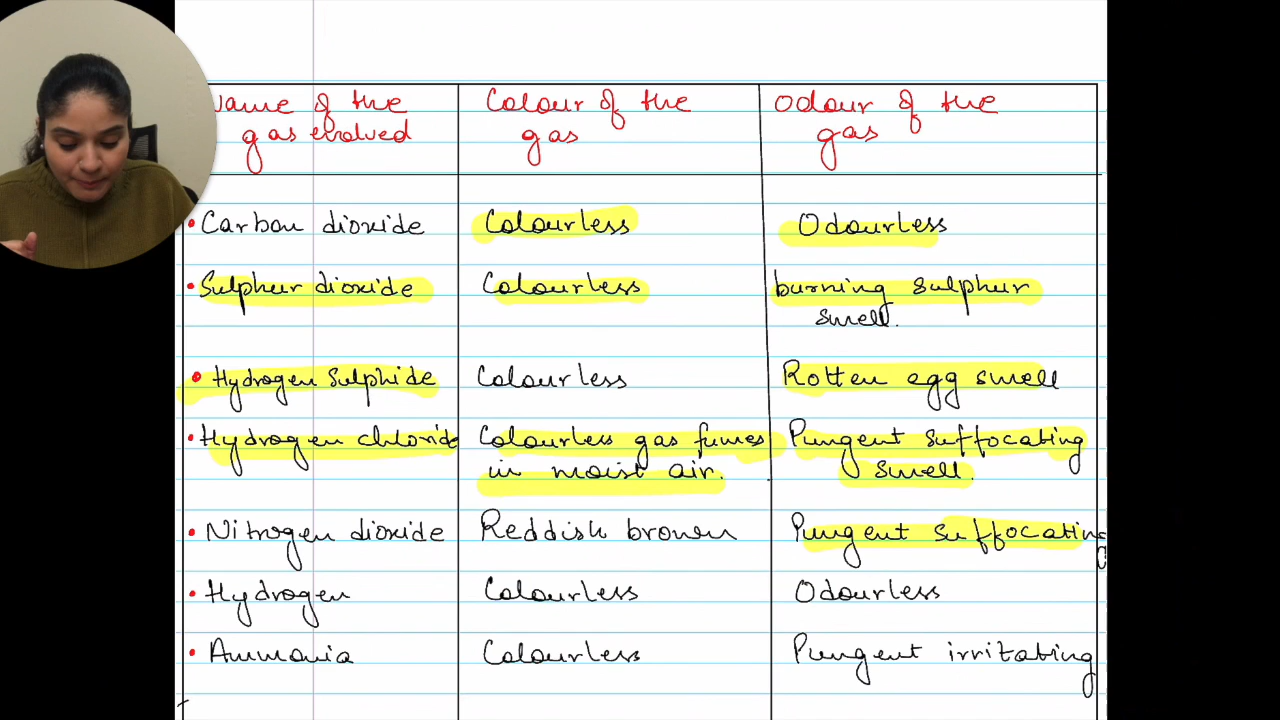 Name of the Colour of the Odour of the
gas evolved gas gas
Carbon dioxide Colourless Odourless
Sulphur dioxide Colourless burning sulphur
smell.
Hydrogen Sulphide Colourless Rotten egg smell
Hydrogen chloride Colourless gas fumes Pungent suffocating
in moist air. smell.
Nitrogen dioxide Reddish brown Pungent suffocating
Hydrogen Colourless Odourless
Ammonia Colourless Pungent irritating